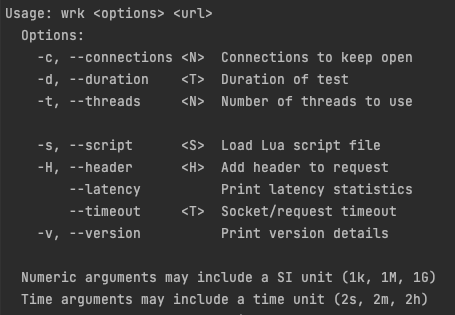 Usage: wrk <options> <url>
  Options:
    -c, --connections <N>  Connections to keep open
    -d, --duration    <T>  Duration of test
    -t, --threads     <N>  Number of threads to use

    -s, --script      <S>  Load Lua script file
    -H, --header      <H>  Add header to request
        --latency          Print latency statistics
        --timeout     <T>  Socket/request timeout
    -v, --version          Print version details

  Numeric arguments may include a SI unit (1k, 1M, 1G)
  Time arguments may include a time unit (2s, 2m, 2h)